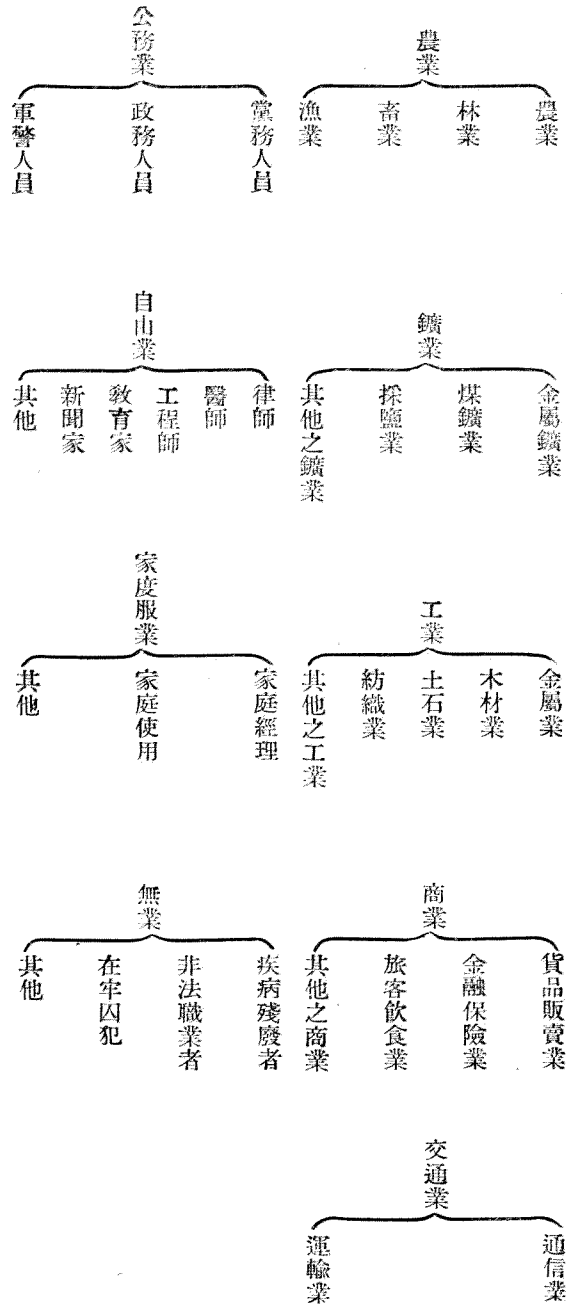 農業
農業
林業
畜業
漁業
鑛業
金屬鑛業
煤鑛業
採鹽業
其他之鑛業
工業
金屬業
木材業
土石業
紡織業
其他之工業
商業
貨品販賣業
金融保險業
旅客飲食業
其他之商業
交通業
通信業
運輸業
公務業
黨務人員
政務人員
軍警人員
自由業
律師
醫師
工程師
教育家
新聞家
其他
家度服業
家庭經理
家庭使用
其他
無業
疾病殘廢者
非法職業者
在牢囚犯
其他